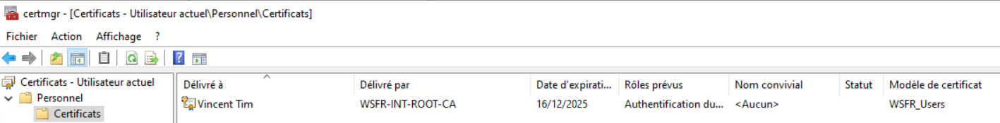 certmgr - [Certificats - Utilisateur actuel\Personnel\Certificats]
Fichier Action Affichage ?
Certificats - Utilisateur actuel
Personnel
Certificats
Délivré à Délivré par Date d'expirati... Rôles prévus Nom convivial Statut Modèle de certificat
Vincent Tim WSFR-INT-ROOT-CA 16/12/2025 Authentification du... <Aucun> WSFR_Users